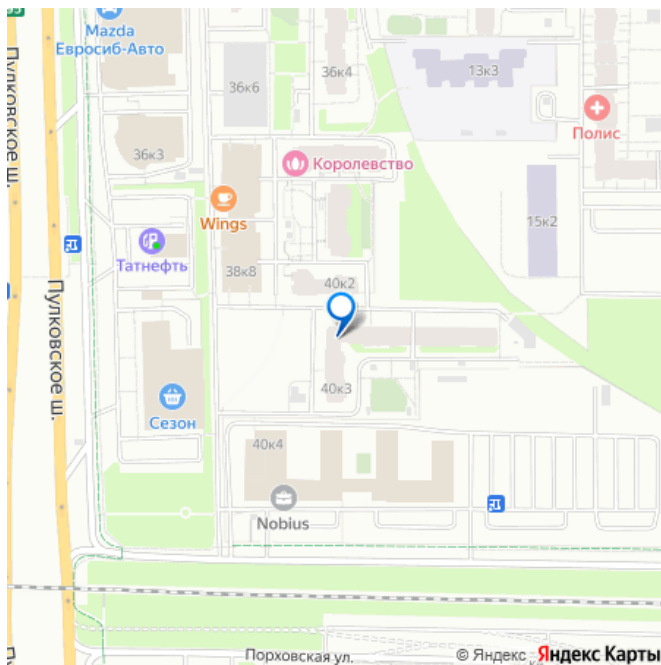 Mazda
Евросиб-Авто
36к6
36к4
13к3
Полис
Пулковское ш.
36к3
Королевство
Wings
15к2
Татнефть
38к8
40к2
Пулковское ш.
40к3
Сезон
40к4
Nobius
Порховская ул.
© Яндекс Яндекс Карты